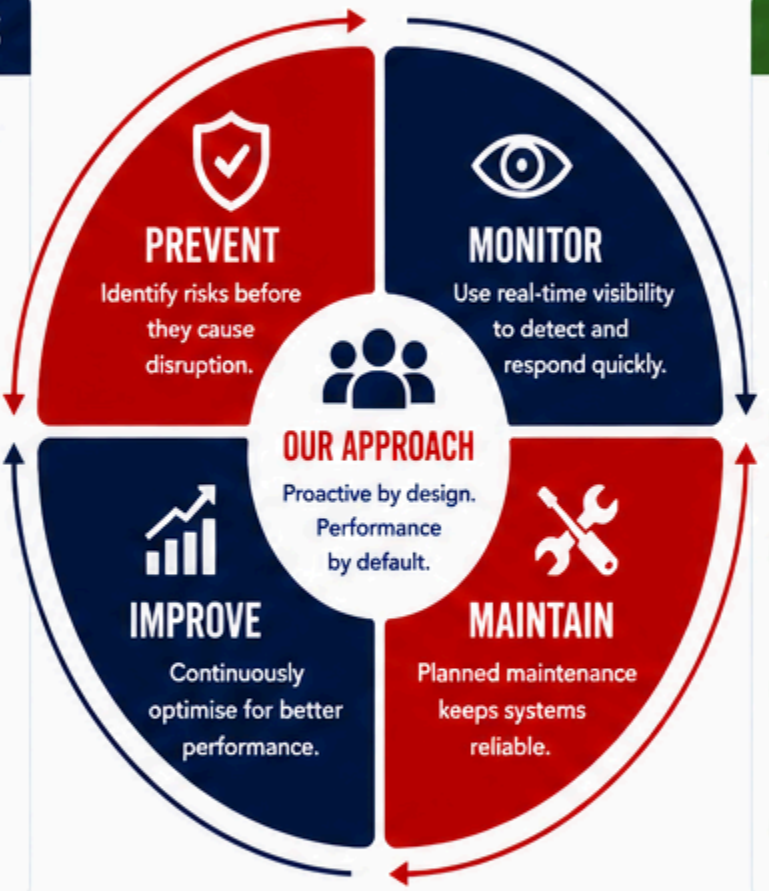 PREVENT
Identify risks before
they cause
disruption.
MONITOR
Use real-time visibility
to detect and
respond quickly.
OUR APPROACH
Proactive by design.
Performance
by default.
IMPROVE
Continuously
optimise for better
performance.
MAINTAIN
Planned maintenance
keeps systems
reliable.